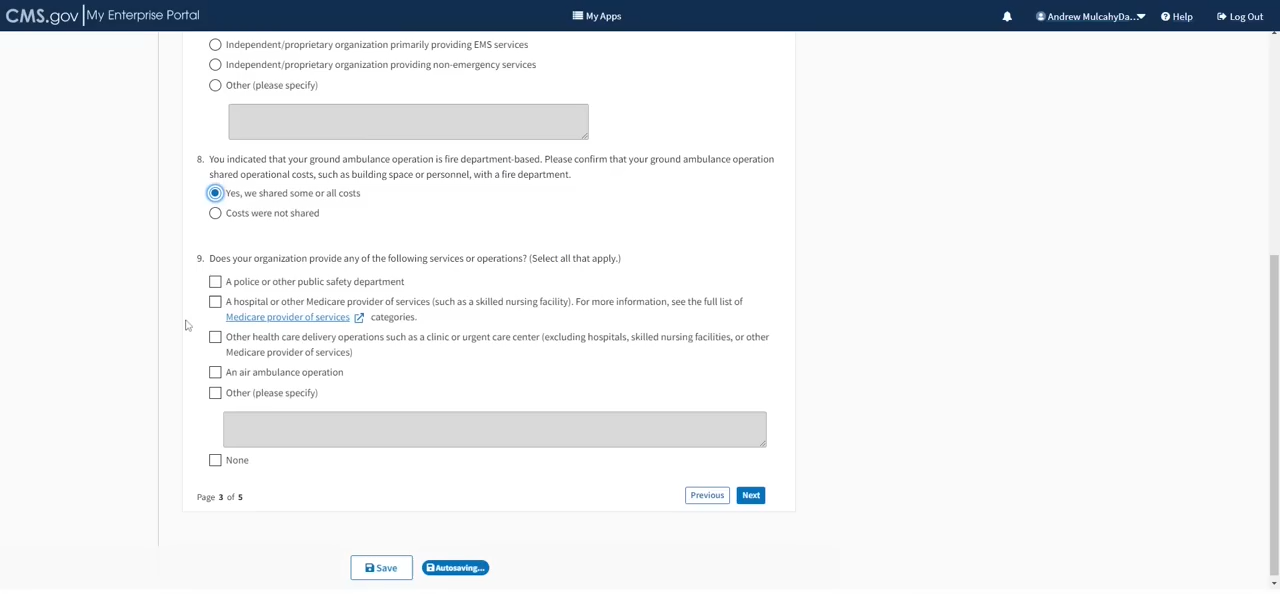 CMS.gov | My Enterprise Portal
My Apps
Andrew MulcahyDa...
Help
Log Out
Independent/proprietary organization primarily providing EMS services
Independent/proprietary organization providing non-emergency services
Other (please specify)
8. You indicated that your ground ambulance operation is fire department-based. Please confirm that your ground ambulance operation
shared operational costs, such as building space or personnel, with a fire department.
Yes, we shared some or all costs
Costs were not shared
9. Does your organization provide any of the following services or operations? (Select all that apply.)
A police or other public safety department
A hospital or other Medicare provider of services (such as a skilled nursing facility). For more information, see the full list of
Medicare provider of services categories.
Other health care delivery operations such as a clinic or urgent care center (excluding hospitals, skilled nursing facilities, or other
Medicare provider of services)
An air ambulance operation
Other (please specify)
None
Page 3 of 5
Previous
Next
Save
Autosaving...